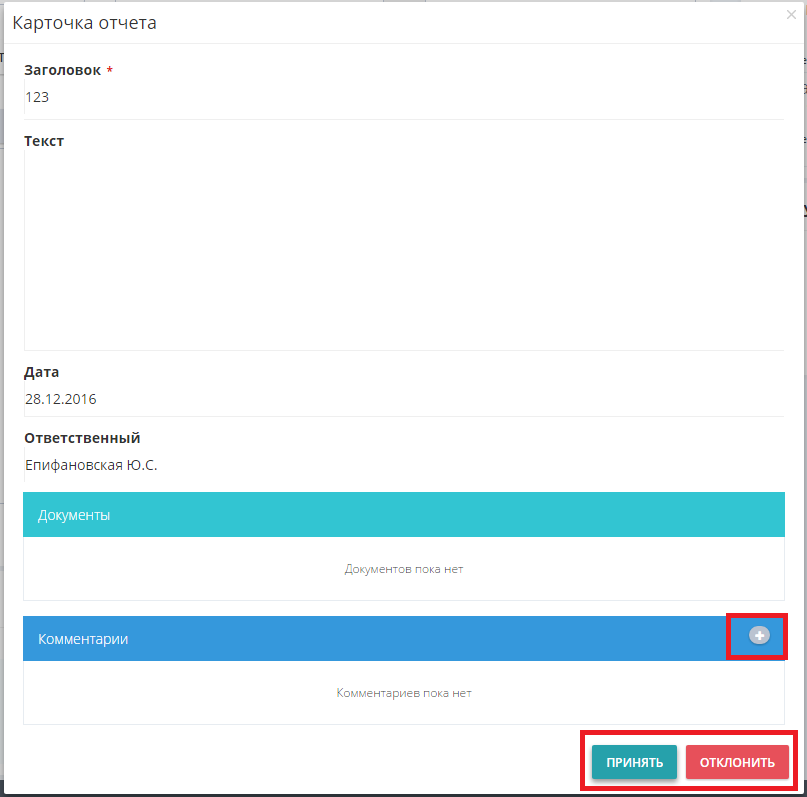 Карточка отчета
Заголовок *
123
Текст
Дата
28.12.2016
Ответственный
Епифановская Ю.С.
Документы
Документов пока нет
Комментарии
Комментариев пока нет
ПРИНЯТЬ ОТКЛОНИТЬ